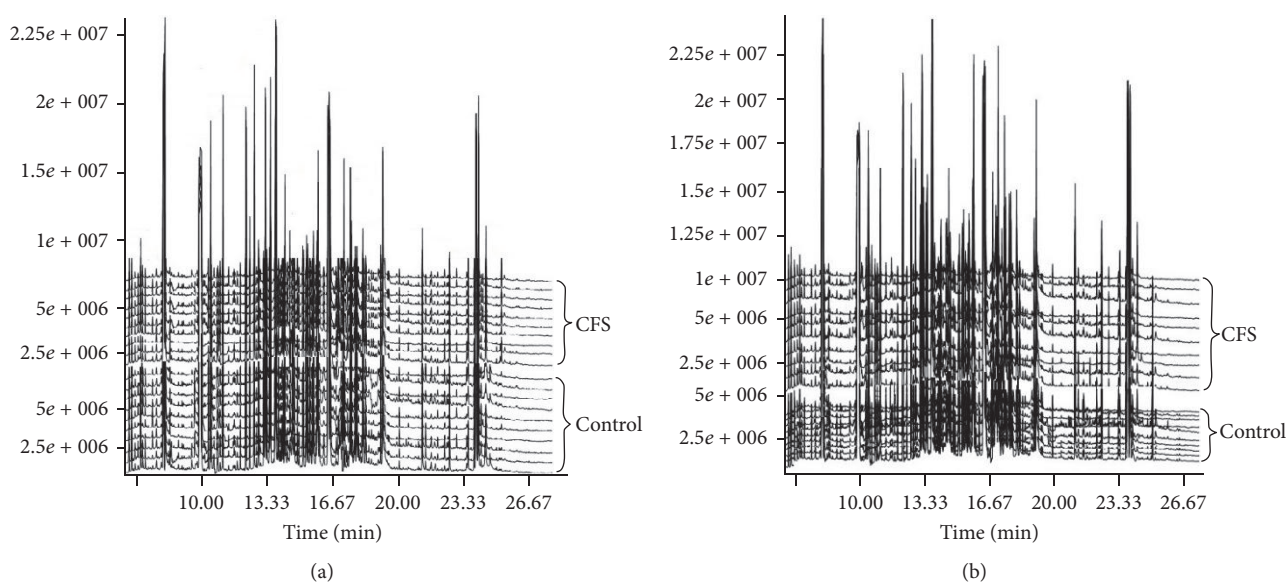 2.25e + 007
2e + 007
1.5e + 007
1e + 007
5e + 006
2.5e + 006
5e + 006
2.5e + 006
CFS
Control
10.00 13.33 16.67 20.00 23.33 26.67
Time (min)
(a)
2.25e + 007
2e + 007
1.75e + 007
1.5e + 007
1.25e + 007
1e + 007
5e + 006
2.5e + 006
5e + 006
2.5e + 006
CFS
Control
10.00 13.33 16.67 20.00 23.33 26.67
Time (min)
(b)